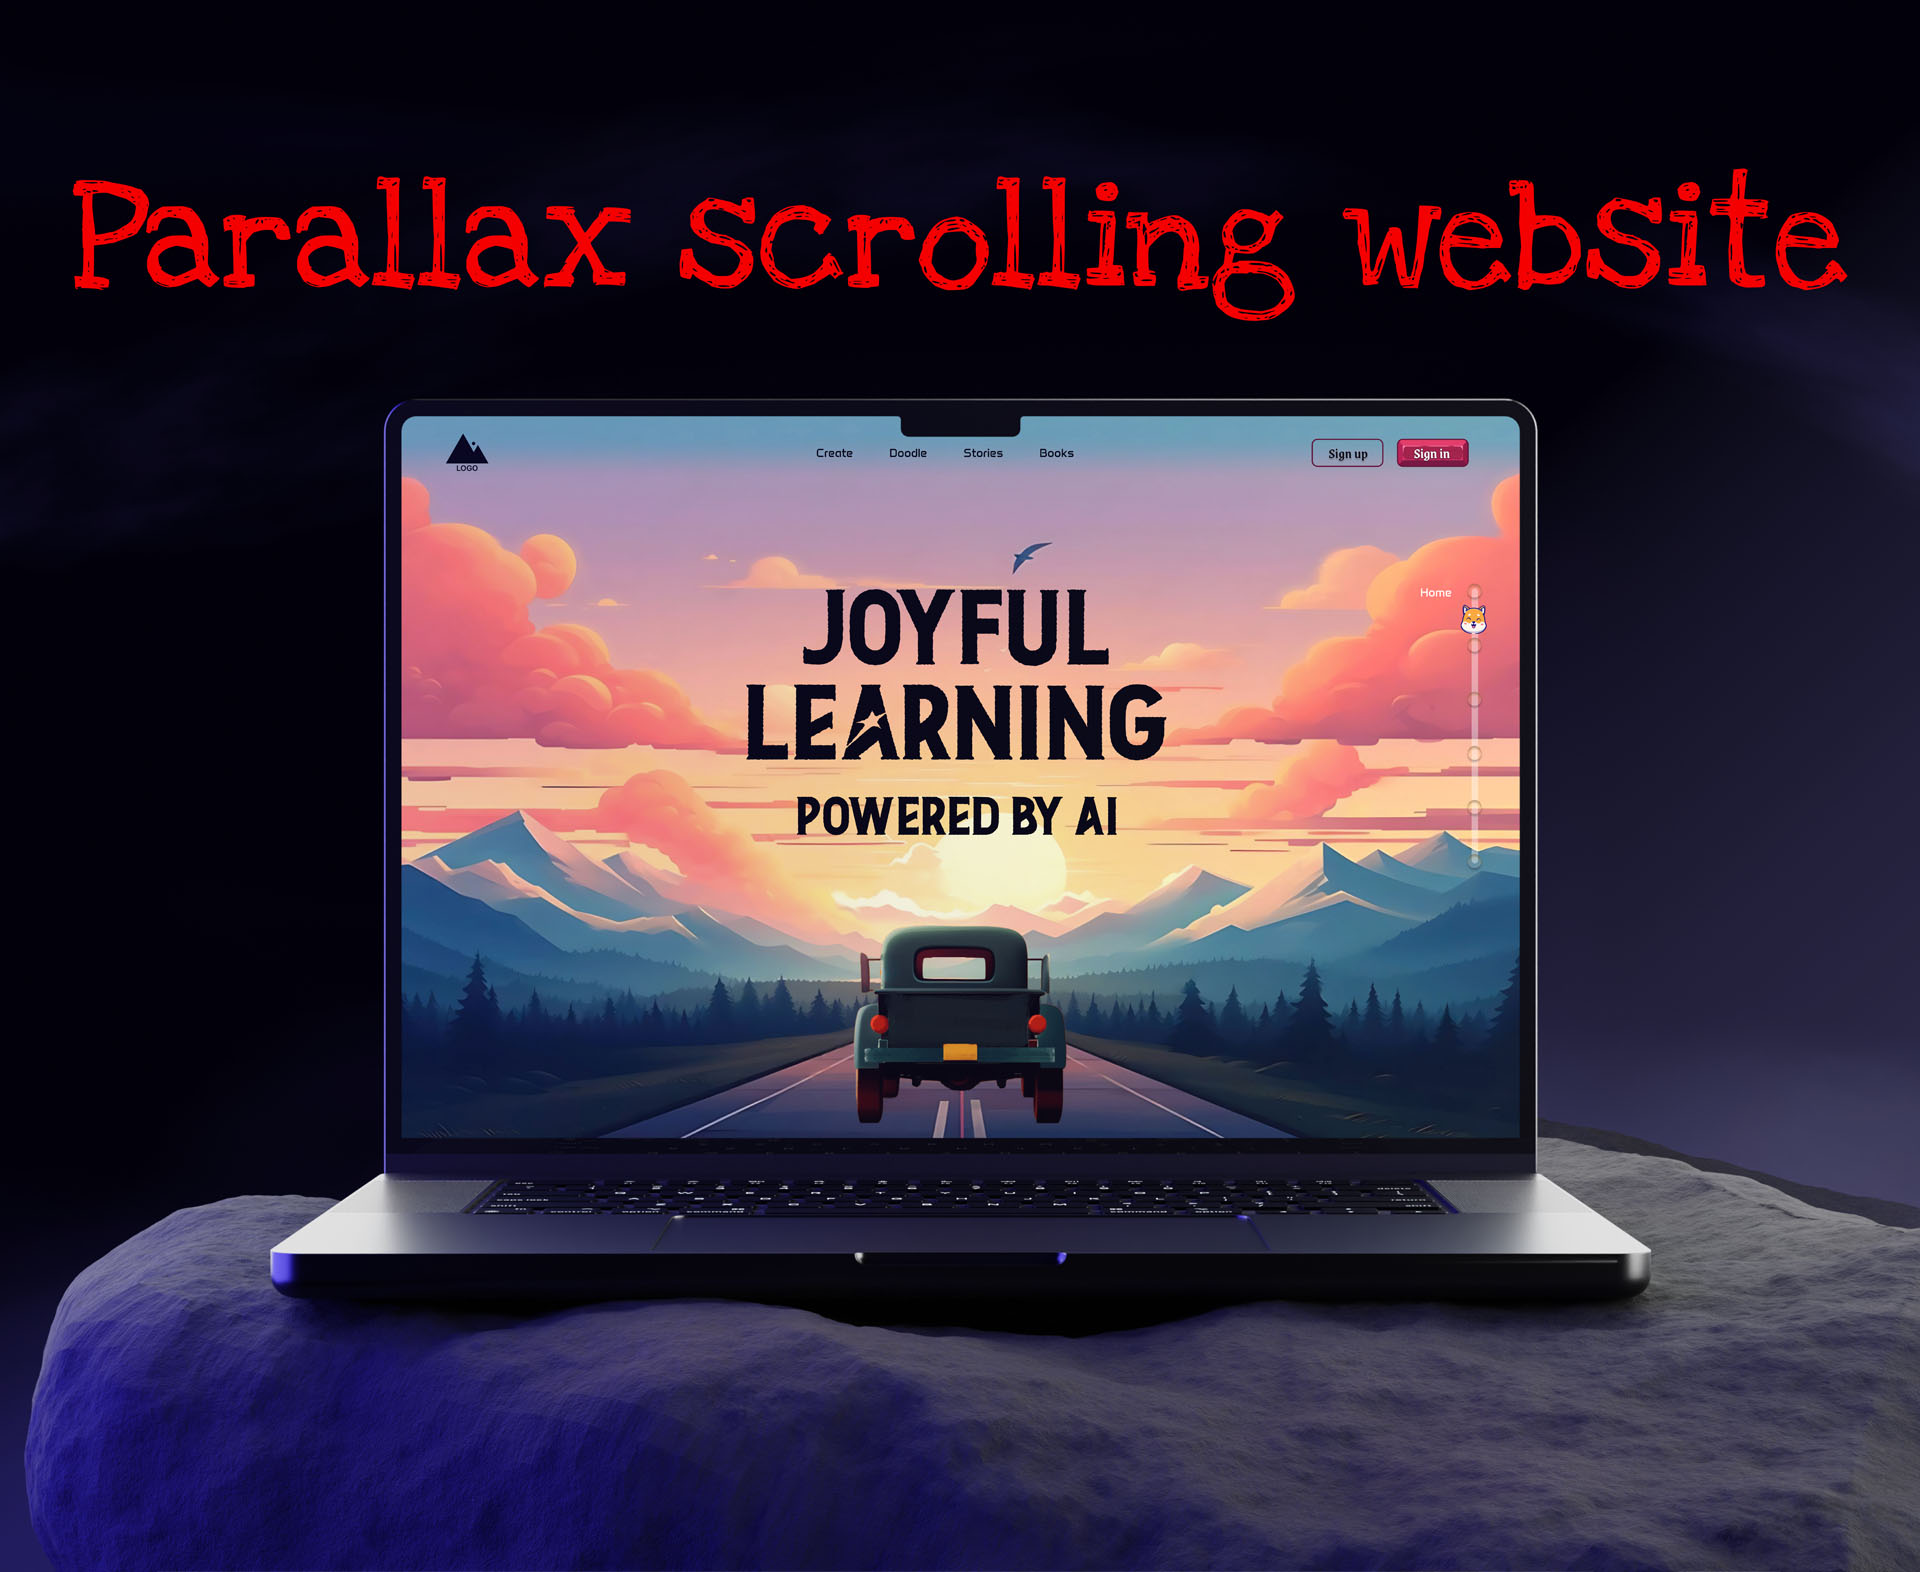 Parallax scrolling website
LOGO
Create Doodle Stories Books
Sign up Sign in
Home
JOYFUL
LEARNING
POWERED BY AI